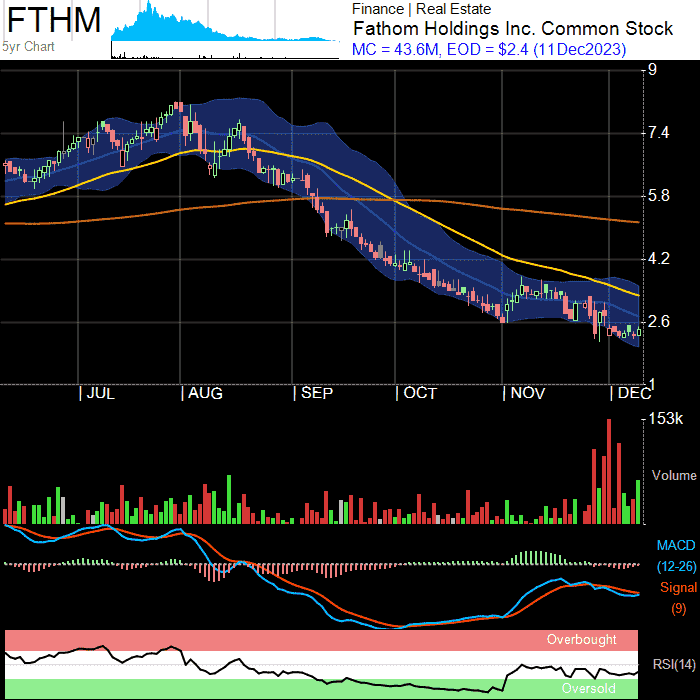 FTHM
5yr Chart
Finance | Real Estate
Fathom Holdings Inc. Common Stock
MC = 43.6M, EOD = $2.4 (11Dec2023)
9
7.4
5.8
4.2
2.6
1
JUL AUG SEP OCT NOV DEC
153k
Volume
MACD
(12-26)
Signal
(9)
Overbought
RSI(14)
Oversold